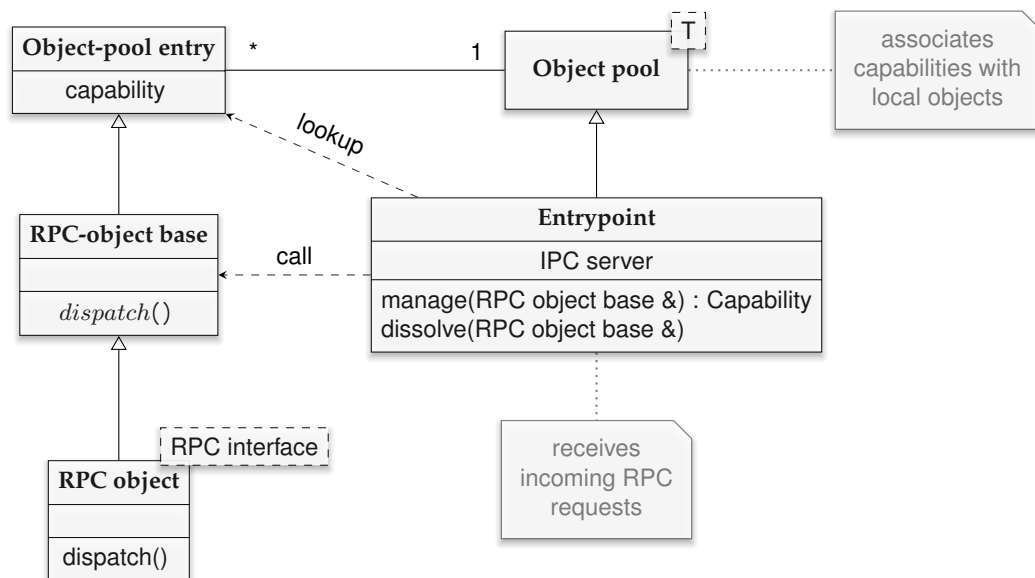 Object-pool entry
capability
*
1
T
Object pool
associates
capabilities with
local objects
lookup
RPC-object base
dispatch()
call
Entrypoint
IPC server
manage(RPC object base &) : Capability
dissolve(RPC object base &)
RPC interface
RPC object
dispatch()
receives
incoming RPC
requests